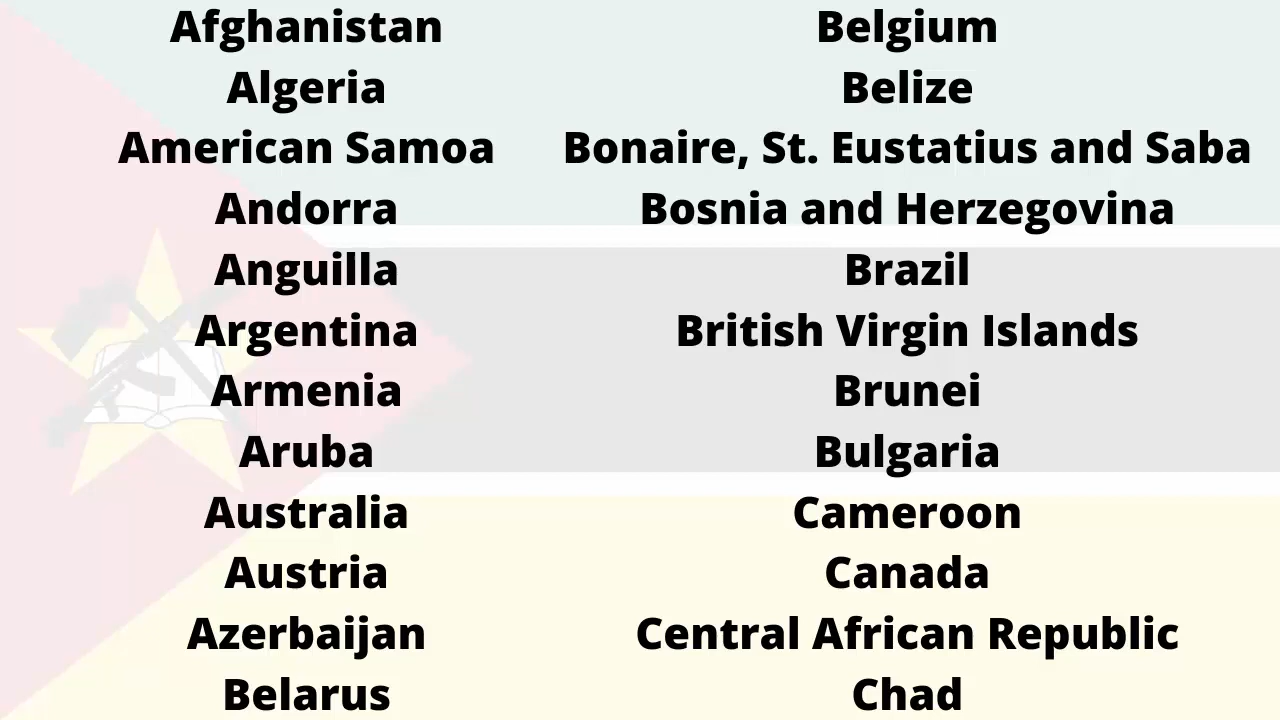 Afghanistan
Algeria
American Samoa
Andorra
Anguilla
Argentina
Armenia
Aruba
Australia
Austria
Azerbaijan
Belarus
Belgium
Belize
Bonaire, St. Eustatius and Saba
Bosnia and Herzegovina
Brazil
British Virgin Islands
Brunei
Bulgaria
Cameroon
Canada
Central African Republic
Chad